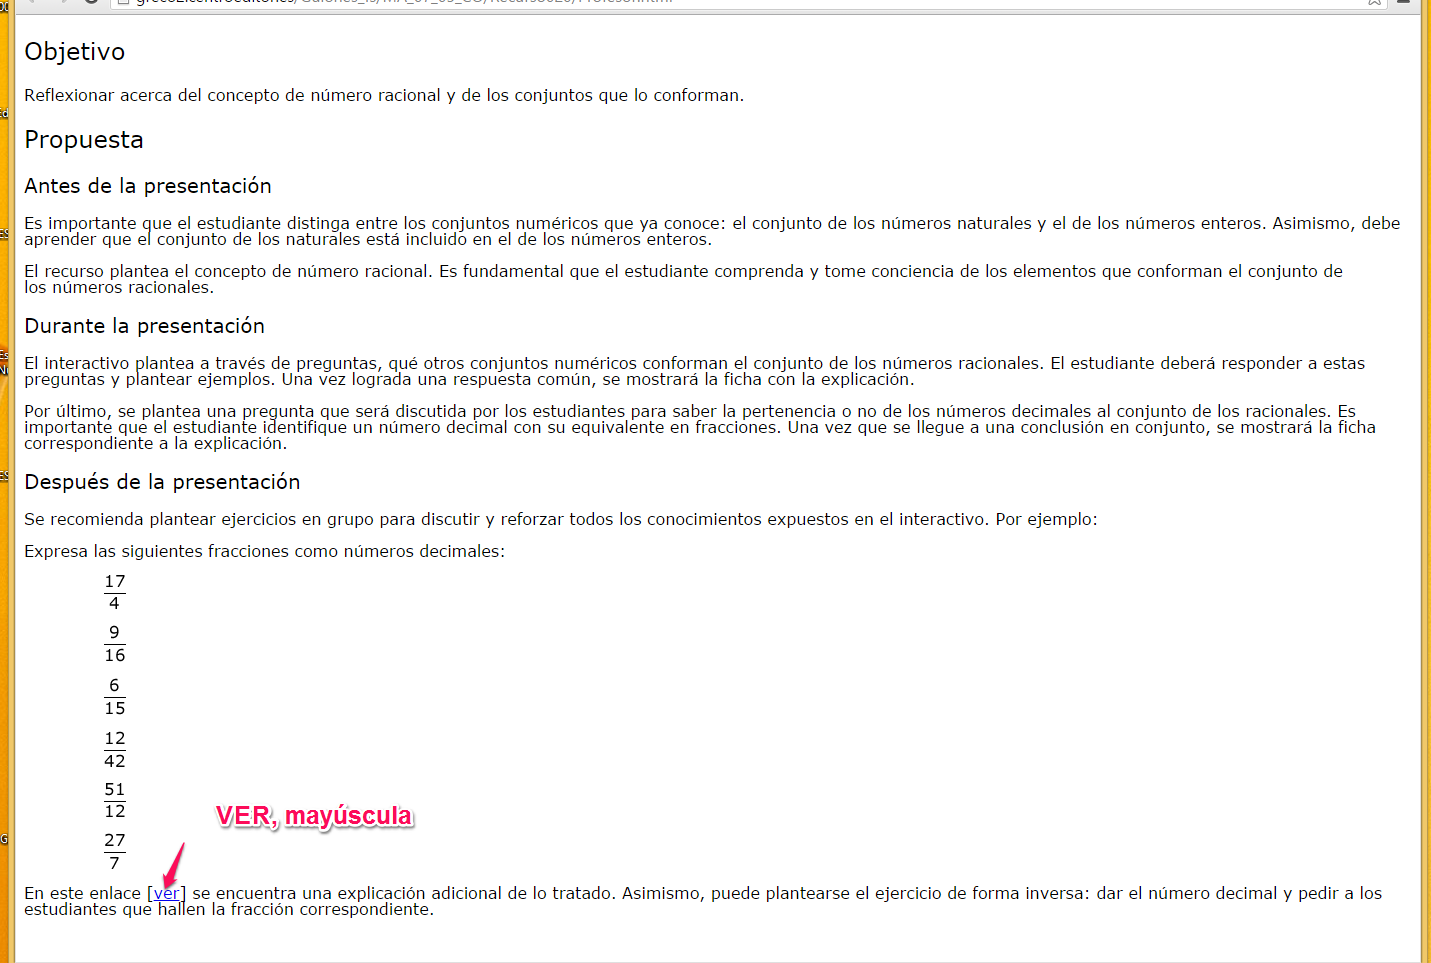 Objetivo
Reflexionar acerca del concepto de número racional y de los conjuntos que lo conforman.
Propuesta
Antes de la presentación
Es importante que el estudiante distinga entre los conjuntos numéricos que ya conoce: el conjunto de los números naturales y el de los números enteros. Asimismo, debe
aprender que el conjunto de los naturales está incluido en el de los números enteros.
El recurso plantea el concepto de número racional. Es fundamental que el estudiante comprenda y tome conciencia de los elementos que conforman el conjunto de
los números racionales.
Durante la presentación
El interactivo plantea a través de preguntas, qué otros conjuntos numéricos conforman el conjunto de los números racionales. El estudiante deberá responder a estas
preguntas y plantear ejemplos. Una vez lograda una respuesta común, se mostrará la ficha con la explicación.
Por último, se plantea una pregunta que será discutida por los estudiantes para saber la pertenencia o no de los números decimales al conjunto de los racionales. Es
importante que el estudiante identifique un número decimal con su equivalente en fracciones. Una vez que se llegue a una conclusión en conjunto, se mostrará la ficha
correspondiente a la explicación.
Después de la presentación
Se recomienda plantear ejercicios en grupo para discutir y reforzar todos los conocimientos expuestos en el interactivo. Por ejemplo:
Expresa las siguientes fracciones como números decimales:
17
4
9
16
6
15
12
42
51
12
27
7
VER, mayúscula
En este enlace [ver] se encuentra una explicación adicional de lo tratado. Asimismo, puede plantearse el ejercicio de forma inversa: dar el número decimal y pedir a los
estudiantes que hallen la fracción correspondiente.